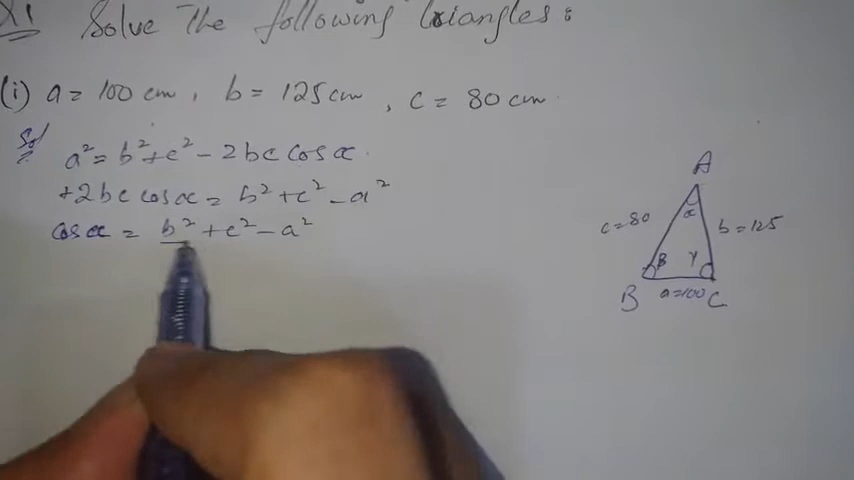 Solve The following triangles:
(i) a = 100 cm, b = 125 cm, c = 80 cm
Sol
a² = b² + c² - 2bc cos α
+2bc cos α = b² + c² - a²
cos α = b² + c² - a²
A
α
c = 80
b = 125
β
γ
B
a = 100
C